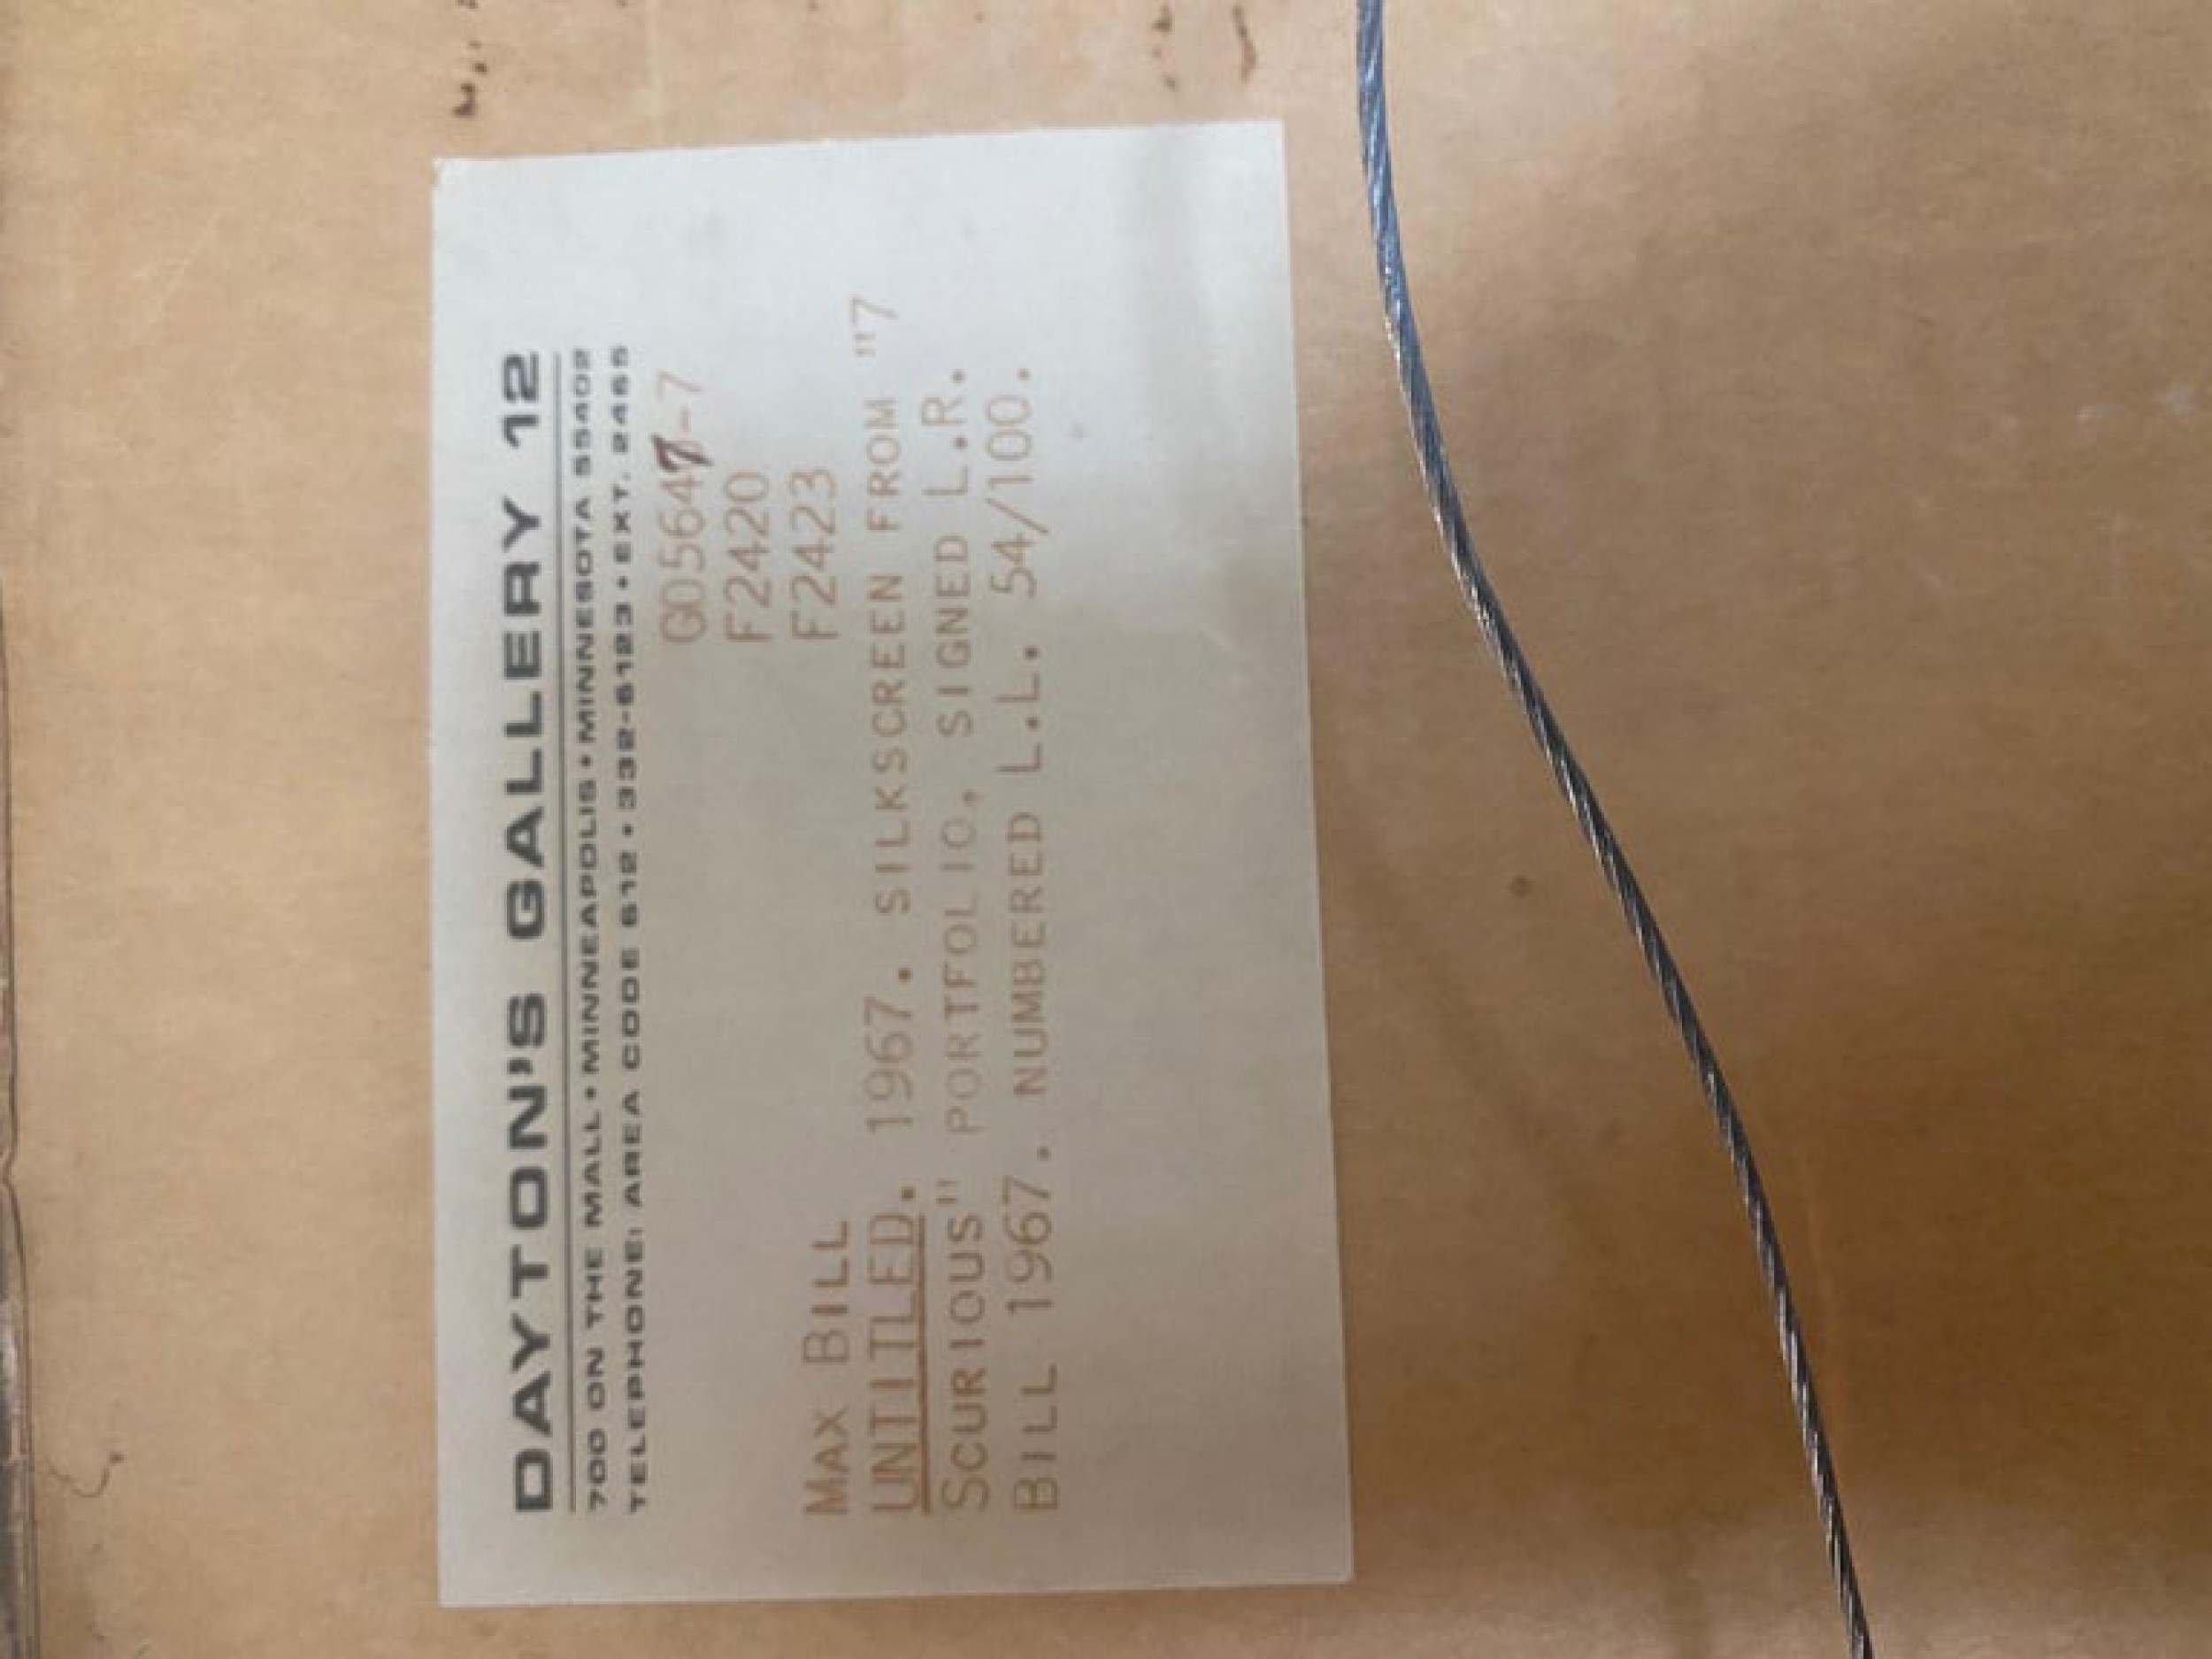 DAYTON'S GALLERY 12
700 ON THE MALL • MINNEAPOLIS • MINNESOTA 55402
TELEPHONE: AREA CODE 612 • 332-6123 • EXT. 2465
G05647-7
F2420
F2423
MAX BILL
UNTITLED. 1967. SILKSCREEN FROM "7
SCURIOUS" PORTFOLIO. SIGNED L.R.
BILL 1967. NUMBERED L.L. 54/100.